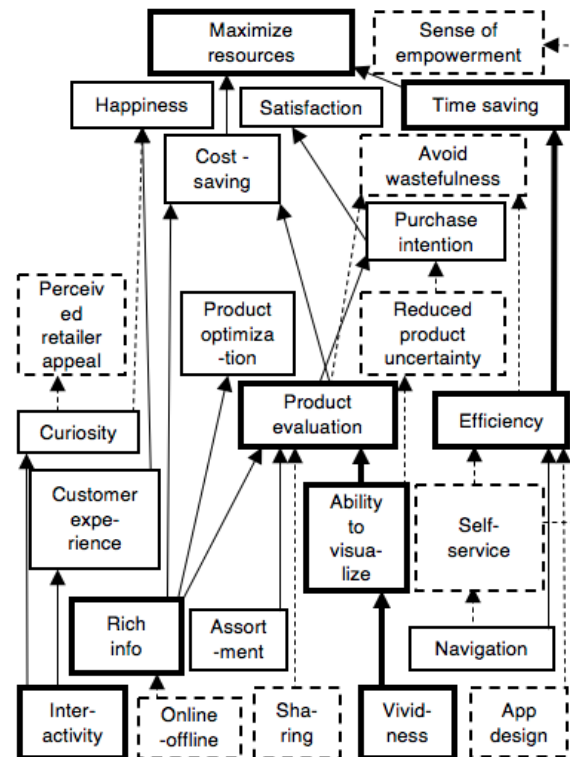 Maximize
resources
Sense of
empowerment
Happiness
Satisfaction
Time saving
Cost -
saving
Avoid
wastefulness
Purchase
intention
Perceiv
ed
retailer
appeal
Product
optimiza
-tion
Reduced
product
uncertainty
Curiosity
Product
evaluation
Efficiency
Customer
expe-
rience
Ability
to
visua-
lize
Self-
service
Rich
info
Assort
-ment
Navigation
Inter-
activity
Online
-offline
Sha-
ring
Vivid-
ness
App
design